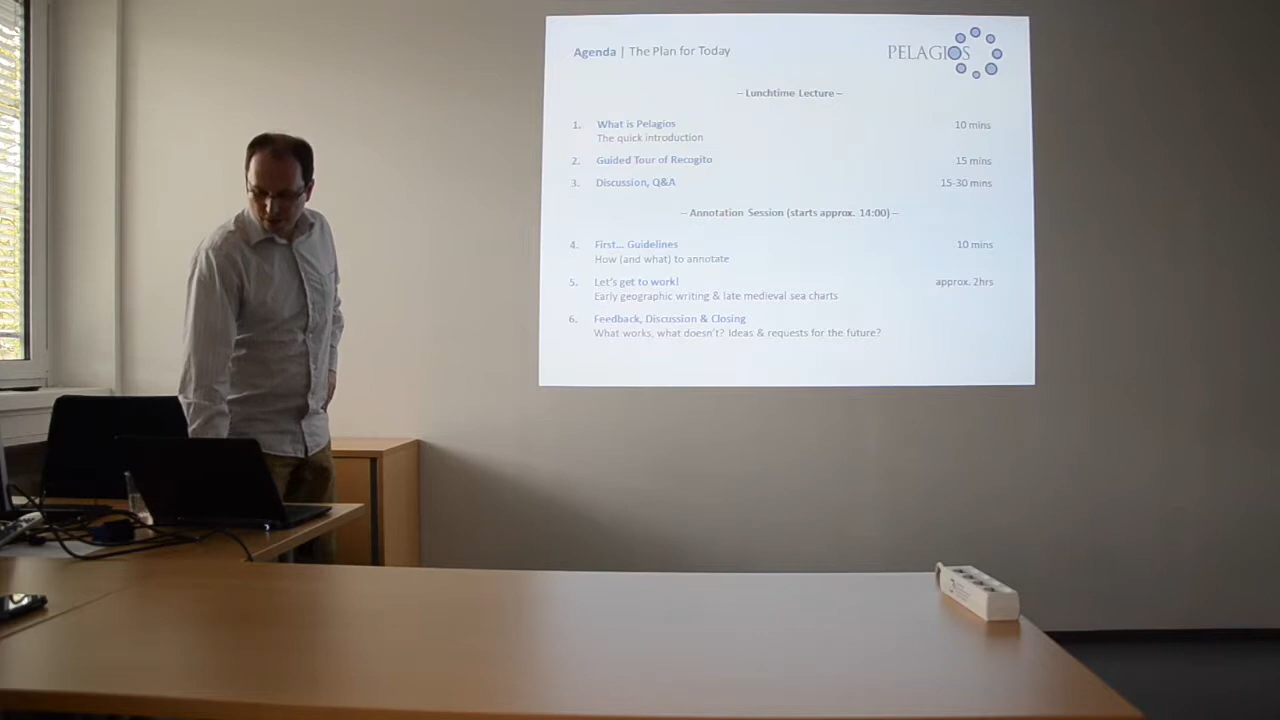 Agenda | The Plan for Today
PELAGIOS
– Lunchtime Lecture –
1. What is Pelagios 10 mins
The quick introduction
2. Guided Tour of Recogito 15 mins
3. Discussion, Q&A 15-30 mins
– Annotation Session (starts approx. 14:00) –
4. First... Guidelines 10 mins
How (and what) to annotate
5. Let's get to work! approx. 2hrs
Early geographic writing & late medieval sea charts
6. Feedback, Discussion & Closing
What works, what doesn't? Ideas & requests for the future?